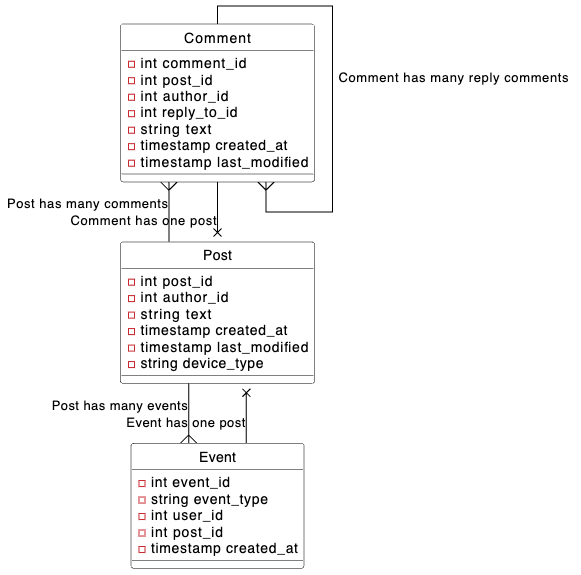 Comment
int comment_id
int post_id
int author_id
int reply_to_id
string text
timestamp created_at
timestamp last_modified
Comment has many reply comments
Post has many comments
Comment has one post
Post
int post_id
int author_id
string text
timestamp created_at
timestamp last_modified
string device_type
Post has many events
Event has one post
Event
int event_id
string event_type
int user_id
int post_id
timestamp created_at